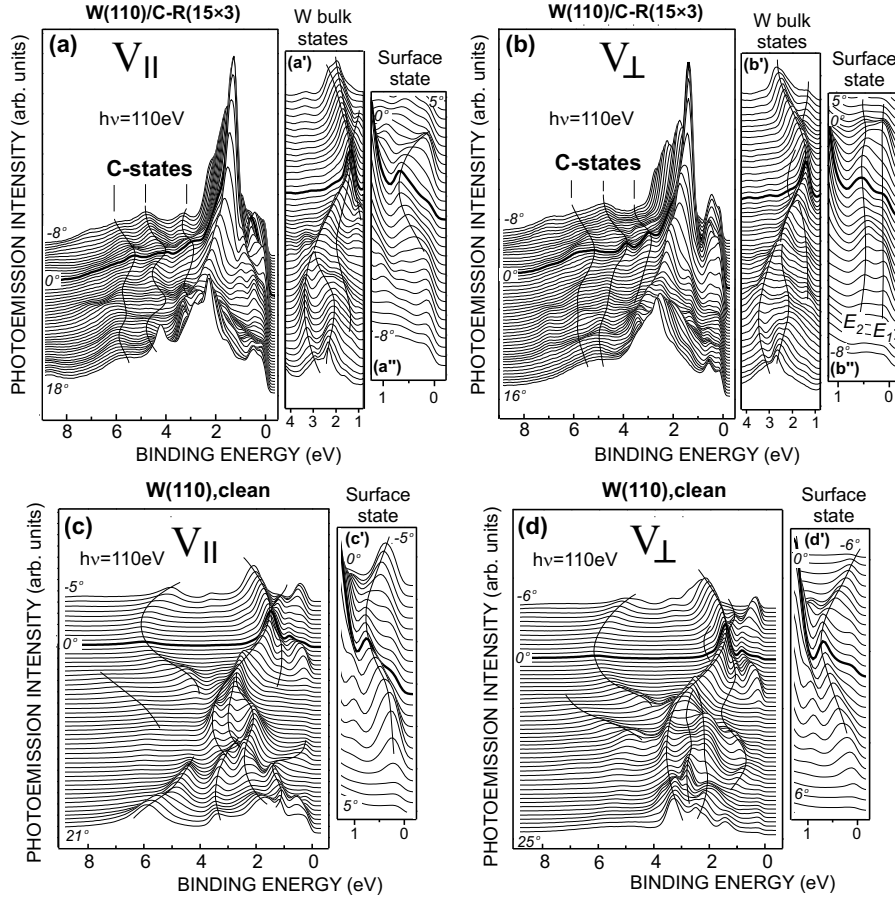 W(110)/C-R(15×3)
(a)
V||
hν=110eV
C-states
-8°
0°
18°
PHOTOEMISSION INTENSITY (arb. units)
8 6 4 2 0
BINDING ENERGY (eV)
W bulk
states
(a')
4 3 2 1
Surface
state
5°
0°
-8°
(a'')
1 0
W(110)/C-R(15×3)
(b)
V⊥
hν=110eV
C-states
-8°
0°
16°
PHOTOEMISSION INTENSITY (arb. units)
8 6 4 2 0
BINDING ENERGY (eV)
W bulk
states
(b')
4 3 2 1
Surface
state
5°
0°
E2 E1
-8°
(b'')
1 0
W(110),clean
(c)
V||
hν=110eV
-5°
0°
21°
PHOTOEMISSION INTENSITY (arb. units)
8 6 4 2 0
BINDING ENERGY (eV)
Surface
state
(c')
-5°
0°
5°
1 0
W(110),clean
(d)
V⊥
hν=110eV
-6°
0°
25°
PHOTOEMISSION INTENSITY (arb. units)
8 6 4 2 0
BINDING ENERGY (eV)
Surface
state
(d')
0°
-6°
6°
1 0